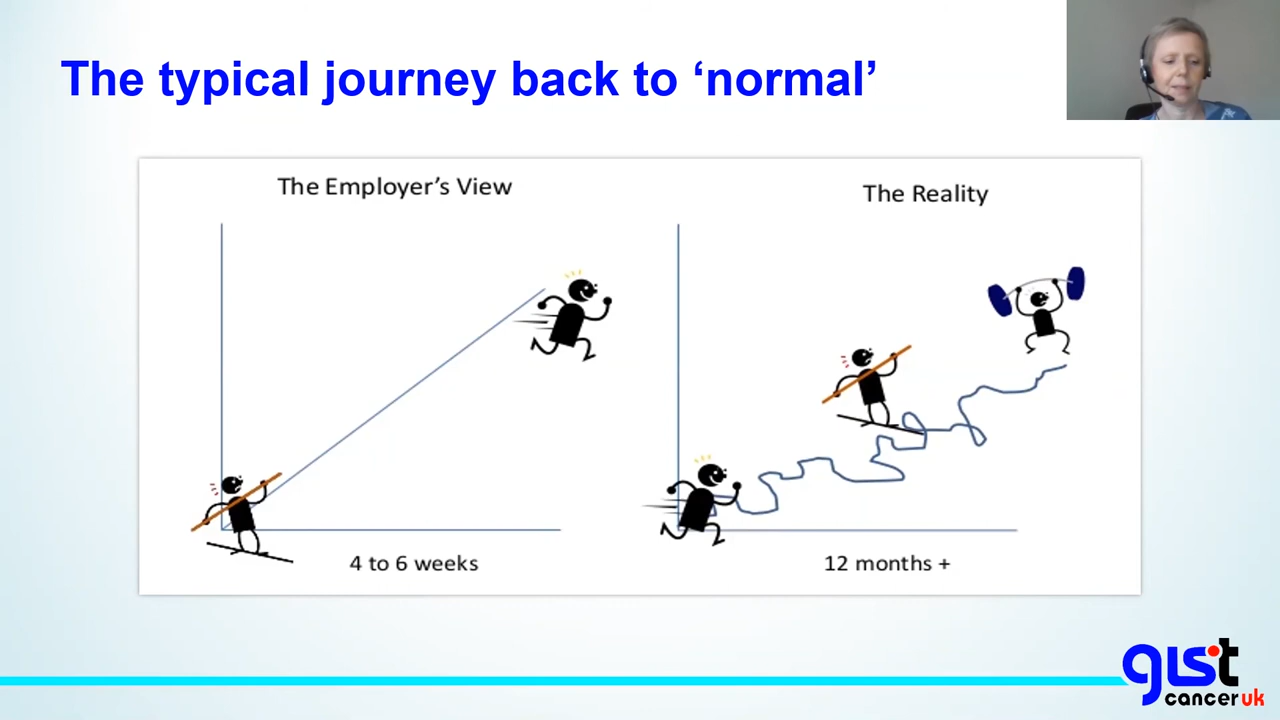 The typical journey back to ‘normal’
The Employer’s View
The Reality
4 to 6 weeks
12 months +
gist
cancer uk